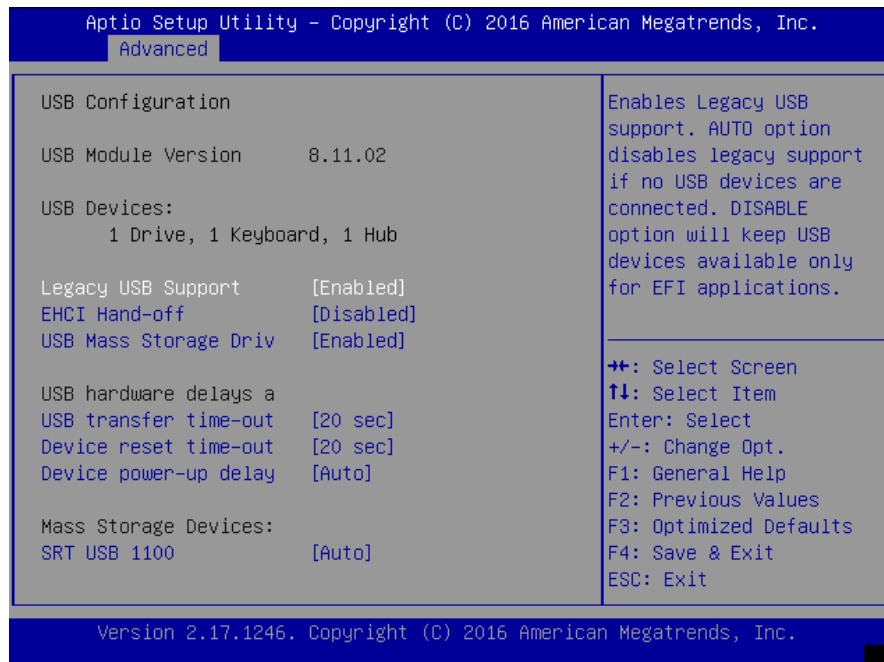 Aptio Setup Utility – Copyright (C) 2016 American Megatrends, Inc.
Advanced
USB Configuration
USB Module Version 8.11.02
USB Devices:
1 Drive, 1 Keyboard, 1 Hub
Legacy USB Support [Enabled]
EHCI Hand-off [Disabled]
USB Mass Storage Driv [Enabled]
USB hardware delays a
USB transfer time-out [20 sec]
Device reset time-out [20 sec]
Device power-up delay [Auto]
Mass Storage Devices:
SRT USB 1100 [Auto]
Enables Legacy USB
support. AUTO option
disables legacy support
if no USB devices are
connected. DISABLE
option will keep USB
devices available only
for EFI applications.
→←: Select Screen
↑↓: Select Item
Enter: Select
+/-: Change Opt.
F1: General Help
F2: Previous Values
F3: Optimized Defaults
F4: Save & Exit
ESC: Exit
Version 2.17.1246. Copyright (C) 2016 American Megatrends, Inc.